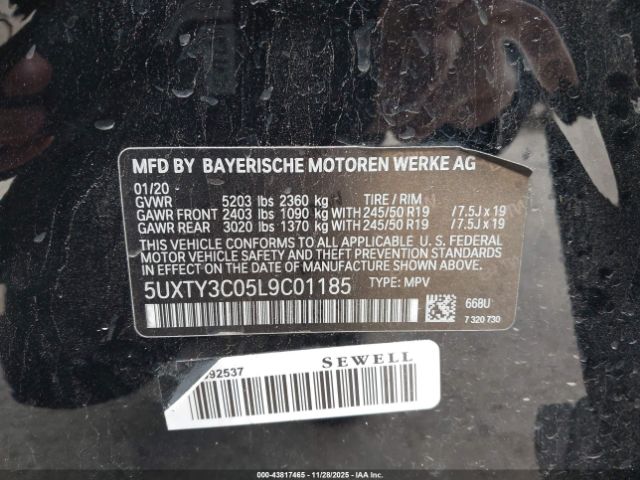 MFD BY BAYERISCHE MOTOREN WERKE AG
01/20
GVWR 5203 lbs 2360 kg TIRE / RIM
GAWR FRONT 2403 lbs 1090 kg WITH 245/50 R19 /7.5J x 19
GAWR REAR 3020 lbs 1370 kg WITH 245/50 R19 /7.5J x 19
THIS VEHICLE CONFORMS TO ALL APPLICABLE U. S. FEDERAL
MOTOR VEHICLE SAFETY, BUMPER, AND THEFT PREVENTION
STANDARDS IN EFFECT ON THE DATE OF MANUFACTURE SHOWN ABOVE.
5UXTY3C05L9C01185 TYPE: MPV
668U
7 320 730
92537 SEWELL
00-43817465 11/28/2025 IAA Copart